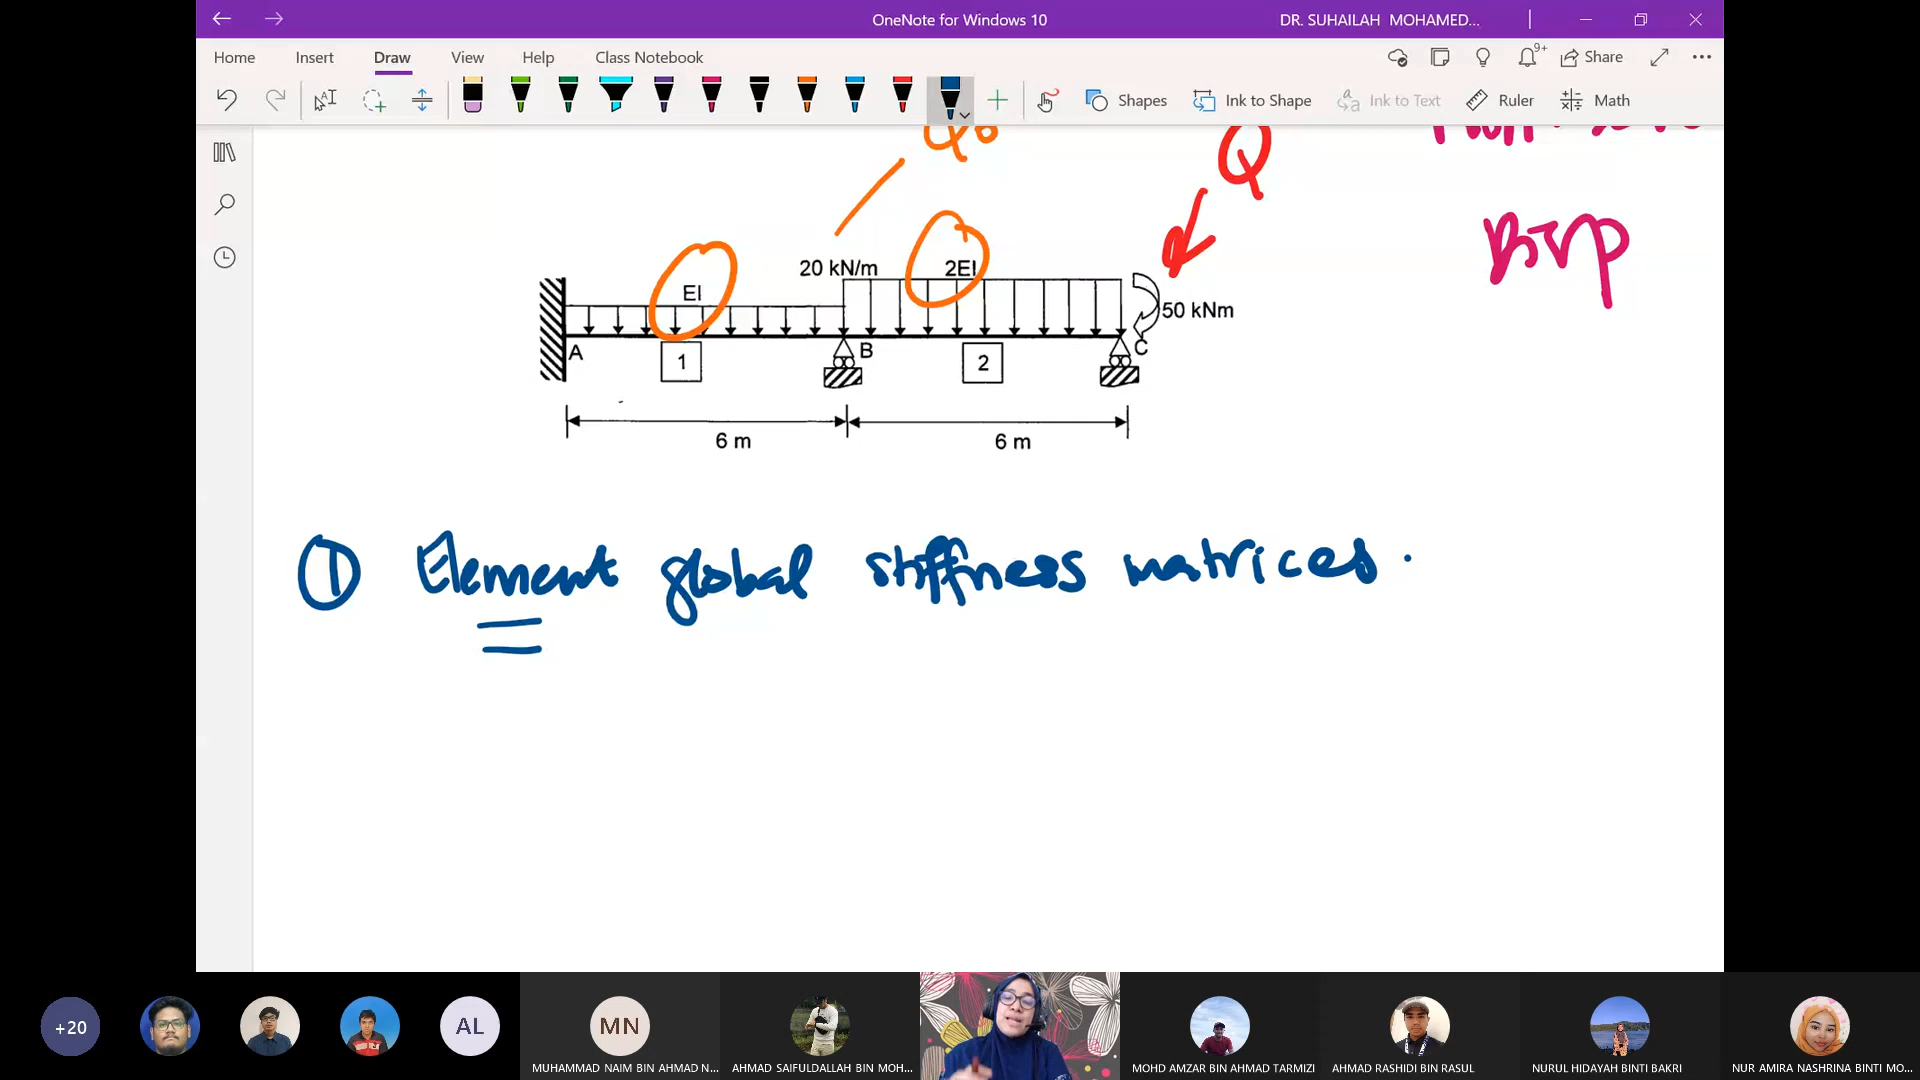 OneNote for Windows 10
DR. SUHAILAH MOHAMED...
Home Insert Draw View Help Class Notebook
9+ Share
Shapes Ink to Shape Ink to Text Ruler Math
Q
BIP
20 kN/m 2EI
EI
50 kNm
A B C
1 2
6 m 6 m
① Element global stiffness matrices.
+20 AL MN
MUHAMMAD NAIM BIN AHMAD N... AHMAD SAIFULDALLAH BIN MOH... MOHD AMZAR BIN AHMAD TARMIZI AHMAD RASHIDI BIN RASUL NURUL HIDAYAH BINTI BAKRI NUR AMIRA NASHRINA BINTI MO...